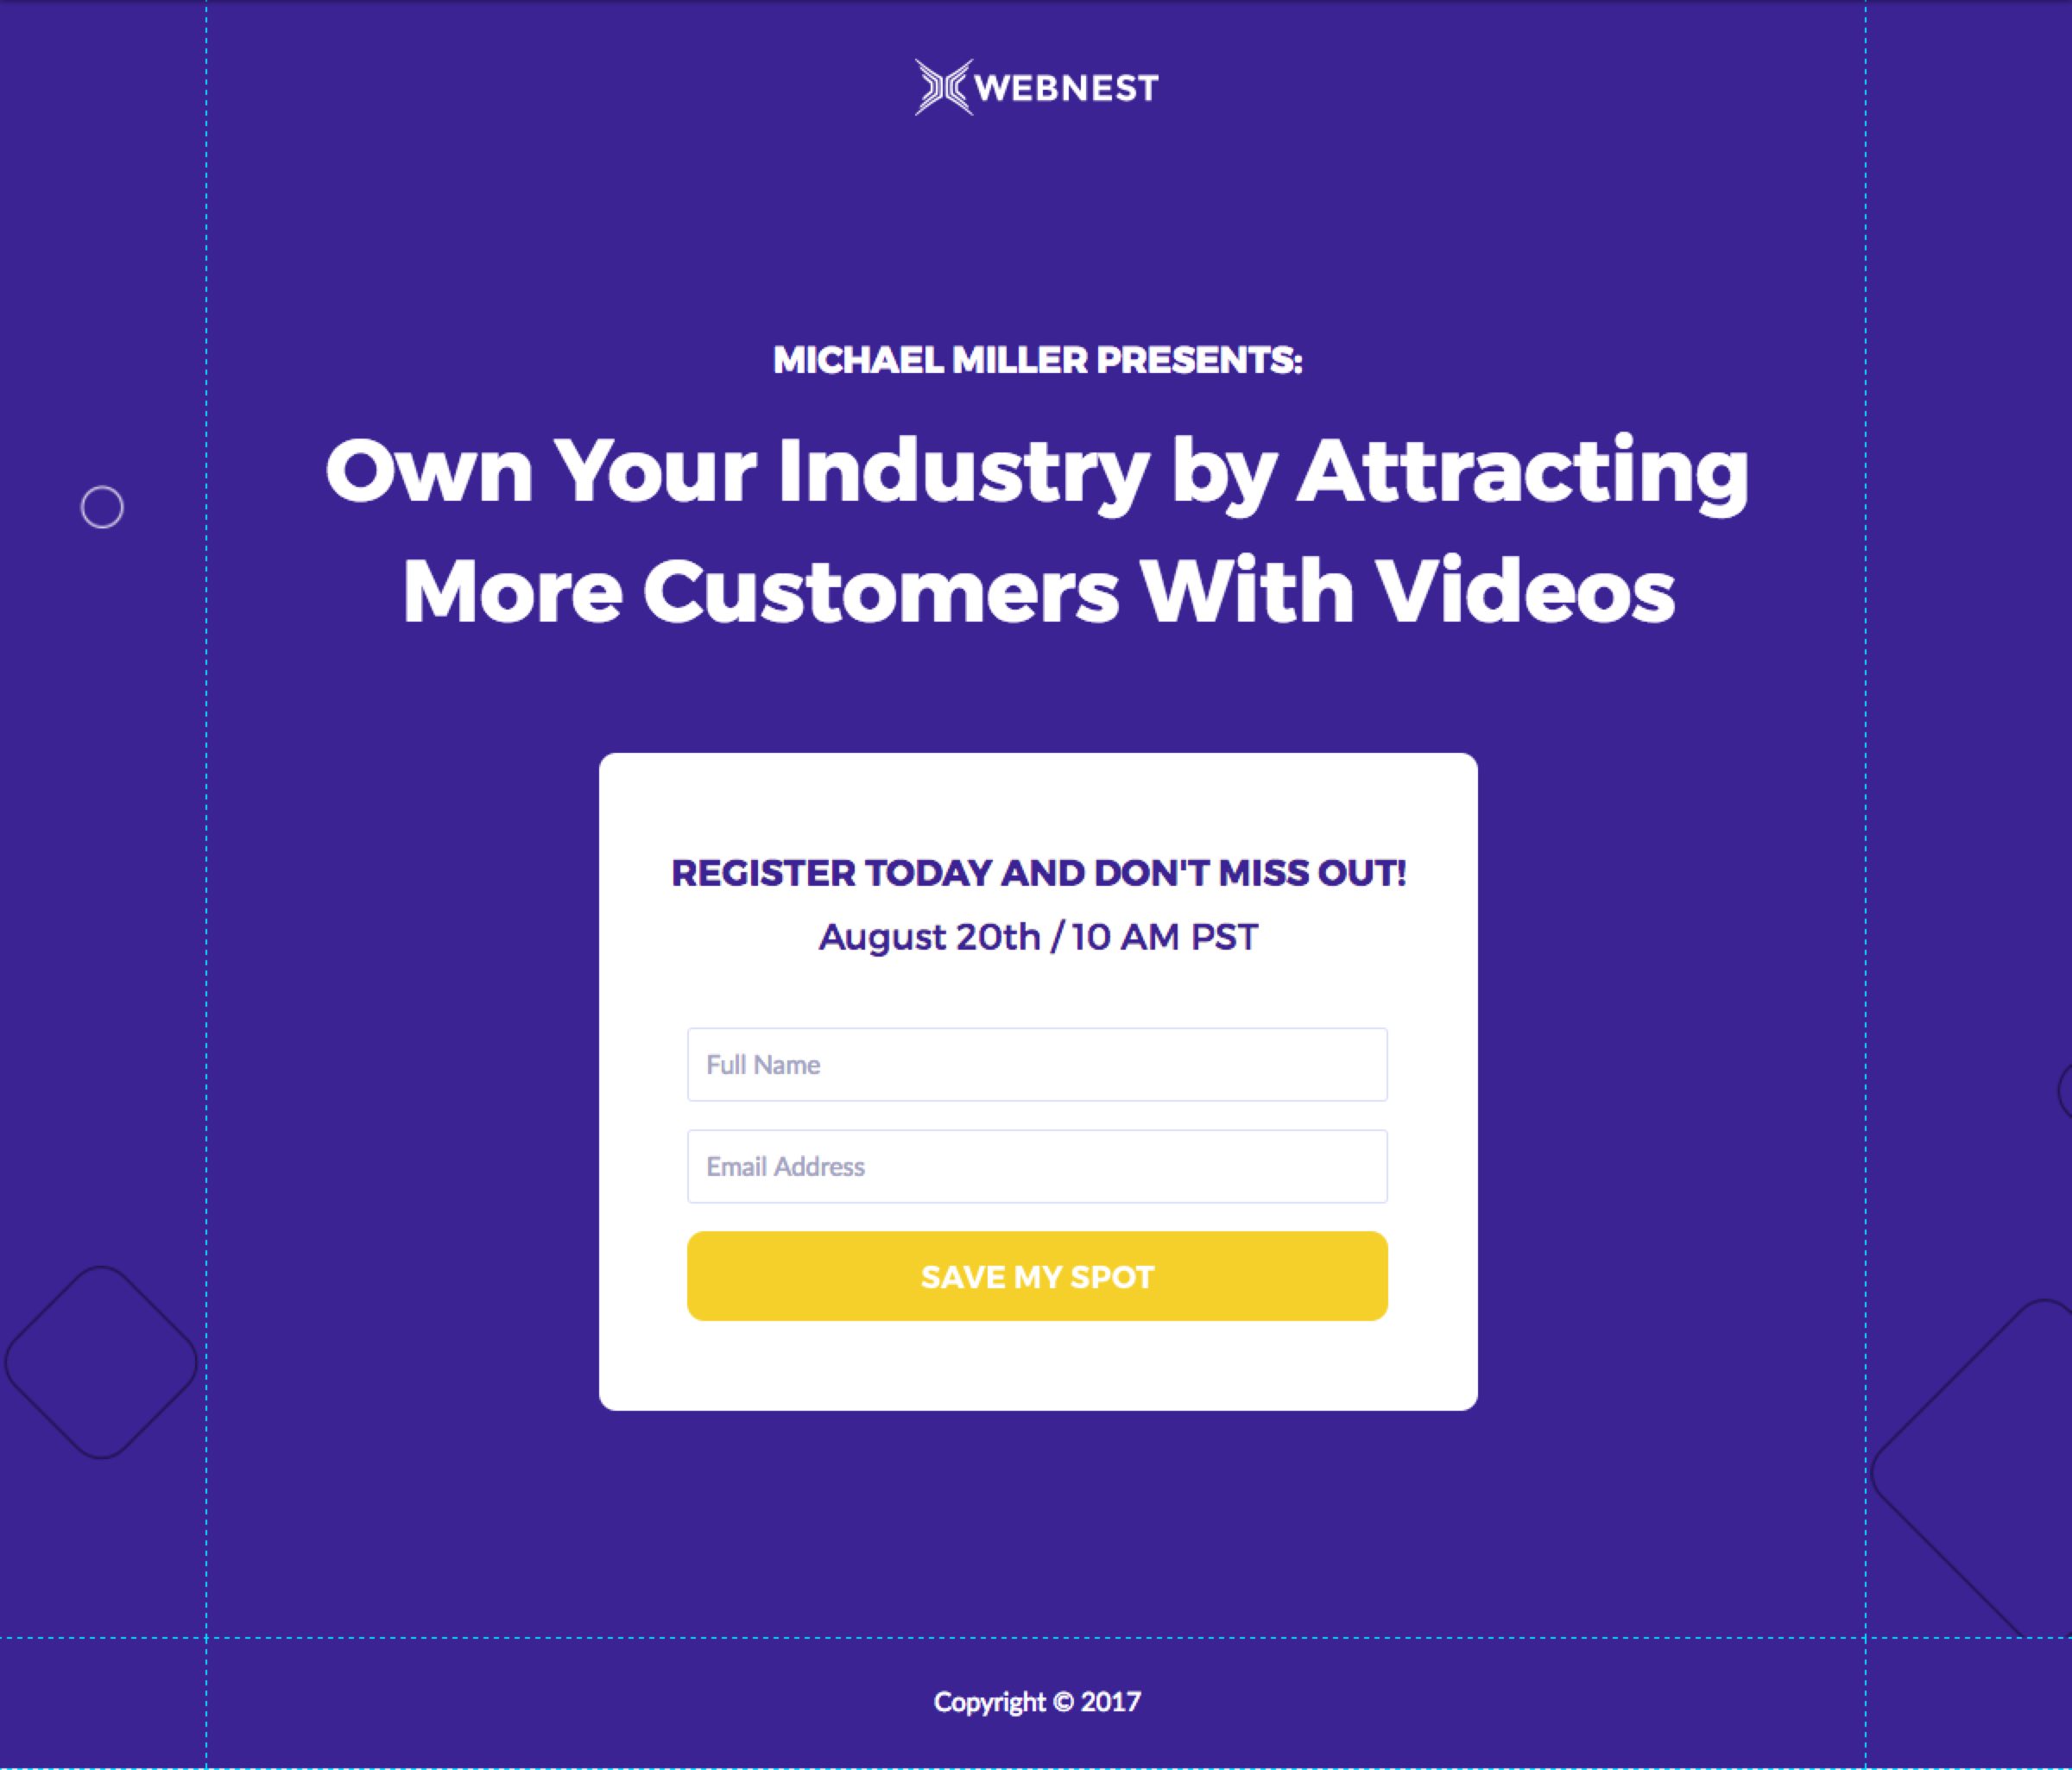 WEBNEST
MICHAEL MILLER PRESENTS:
Own Your Industry by Attracting
More Customers With Videos
REGISTER TODAY AND DON'T MISS OUT!
August 20th / 10 AM PST
Full Name
Email Address
SAVE MY SPOT
Copyright © 2017